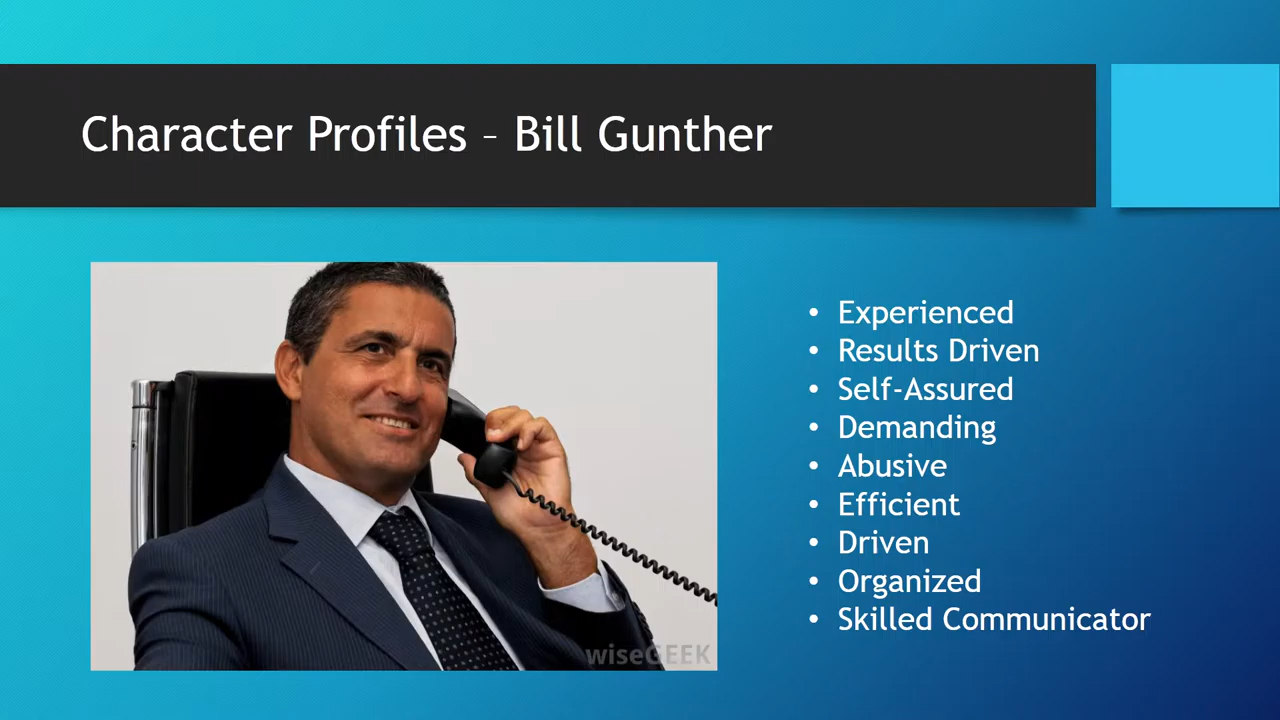 Character Profiles – Bill Gunther
• Experienced
• Results Driven
• Self-Assured
• Demanding
• Abusive
• Efficient
• Driven
• Organized
• Skilled Communicator
wiseGEEK